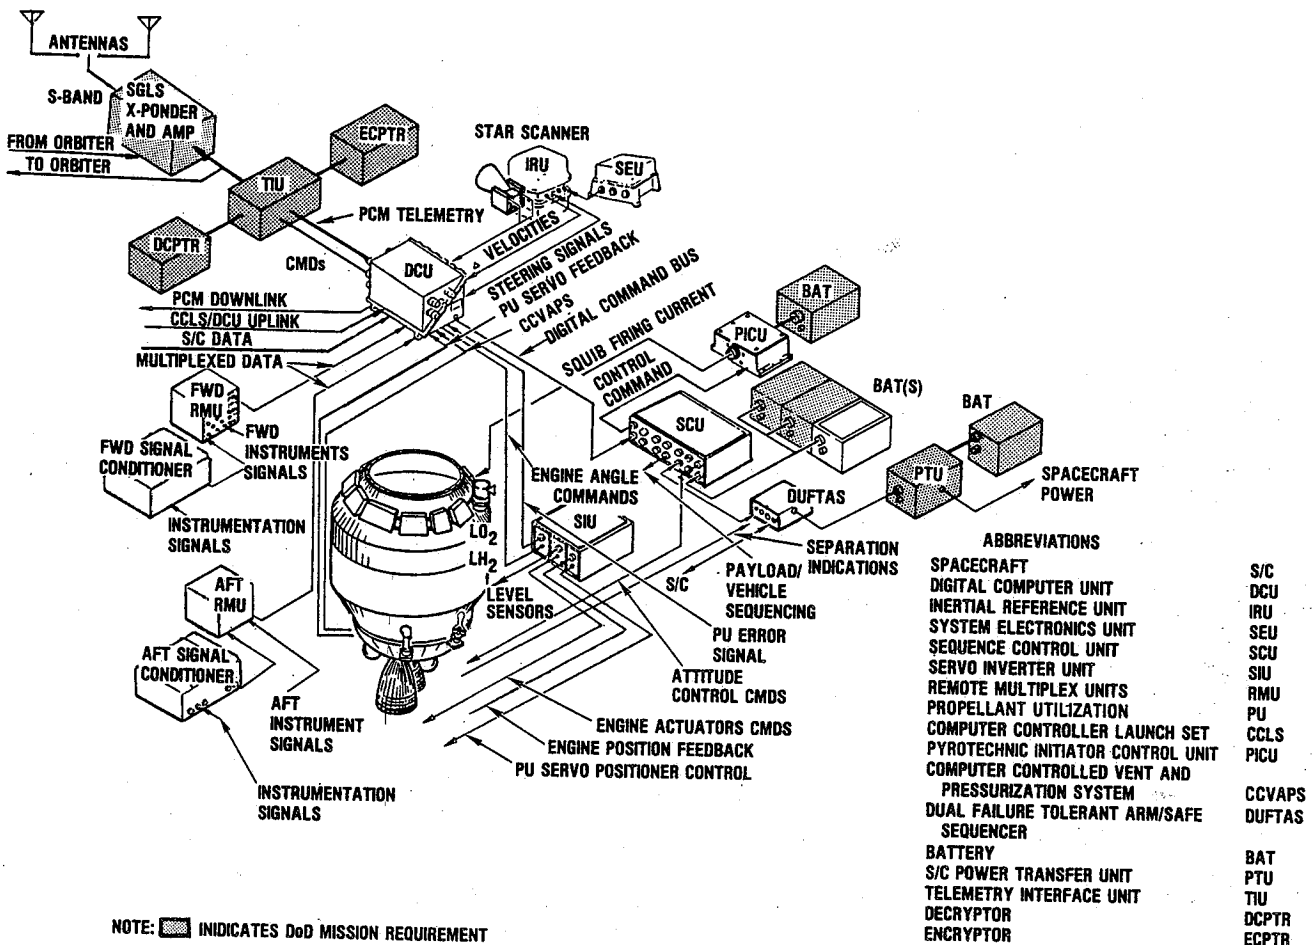 ANTENNAS
S-BAND
SGLS
X-PONDER
AND AMP
FROM ORBITER
TO ORBITER
ECPTR
TIU
DCPTR
PCM TELEMETRY
CMDs
STAR SCANNER
IRU
SEU
DCU
VELOCITIES
STEERING SIGNALS
PU SERVO FEEDBACK
CCVAPS
DIGITAL COMMAND BUS
SQUIB FIRING CURRENT
CONTROL
COMMAND
PCM DOWNLINK
CCLS/DCU UPLINK
S/C DATA
MULTIPLEXED DATA
FWD
RMU
FWD
INSTRUMENTS
SIGNALS
FWD SIGNAL
CONDITIONER
INSTRUMENTATION
SIGNALS
AFT
RMU
AFT SIGNAL
CONDITIONER
AFT
INSTRUMENT
SIGNALS
INSTRUMENTATION
SIGNALS
BAT
PICU
BAT(S)
SCU
BAT
PTU
SPACECRAFT
POWER
DUFTAS
ENGINE ANGLE
COMMANDS
SIU
LO2
LH2
LEVEL
SENSORS
S/C
SEPARATION
INDICATIONS
PAYLOAD/
VEHICLE
SEQUENCING
PU ERROR
SIGNAL
ATTITUDE
CONTROL CMDS
ENGINE ACTUATORS CMDS
ENGINE POSITION FEEDBACK
PU SERVO POSITIONER CONTROL
ABBREVIATIONS
SPACECRAFT S/C
DIGITAL COMPUTER UNIT DCU
INERTIAL REFERENCE UNIT IRU
SYSTEM ELECTRONICS UNIT SEU
SEQUENCE CONTROL UNIT SCU
SERVO INVERTER UNIT SIU
REMOTE MULTIPLEX UNITS RMU
PROPELLANT UTILIZATION PU
COMPUTER CONTROLLER LAUNCH SET CCLS
PYROTECHNIC INITIATOR CONTROL UNIT PICU
COMPUTER CONTROLLED VENT AND
PRESSURIZATION SYSTEM CCVAPS
DUAL FAILURE TOLERANT ARM/SAFE DUFTAS
SEQUENCER
BATTERY BAT
S/C POWER TRANSFER UNIT PTU
TELEMETRY INTERFACE UNIT TIU
DECRYPTOR DCPTR
ENCRYPTOR ECPTR
NOTE: INIDICATES DoD MISSION REQUIREMENT